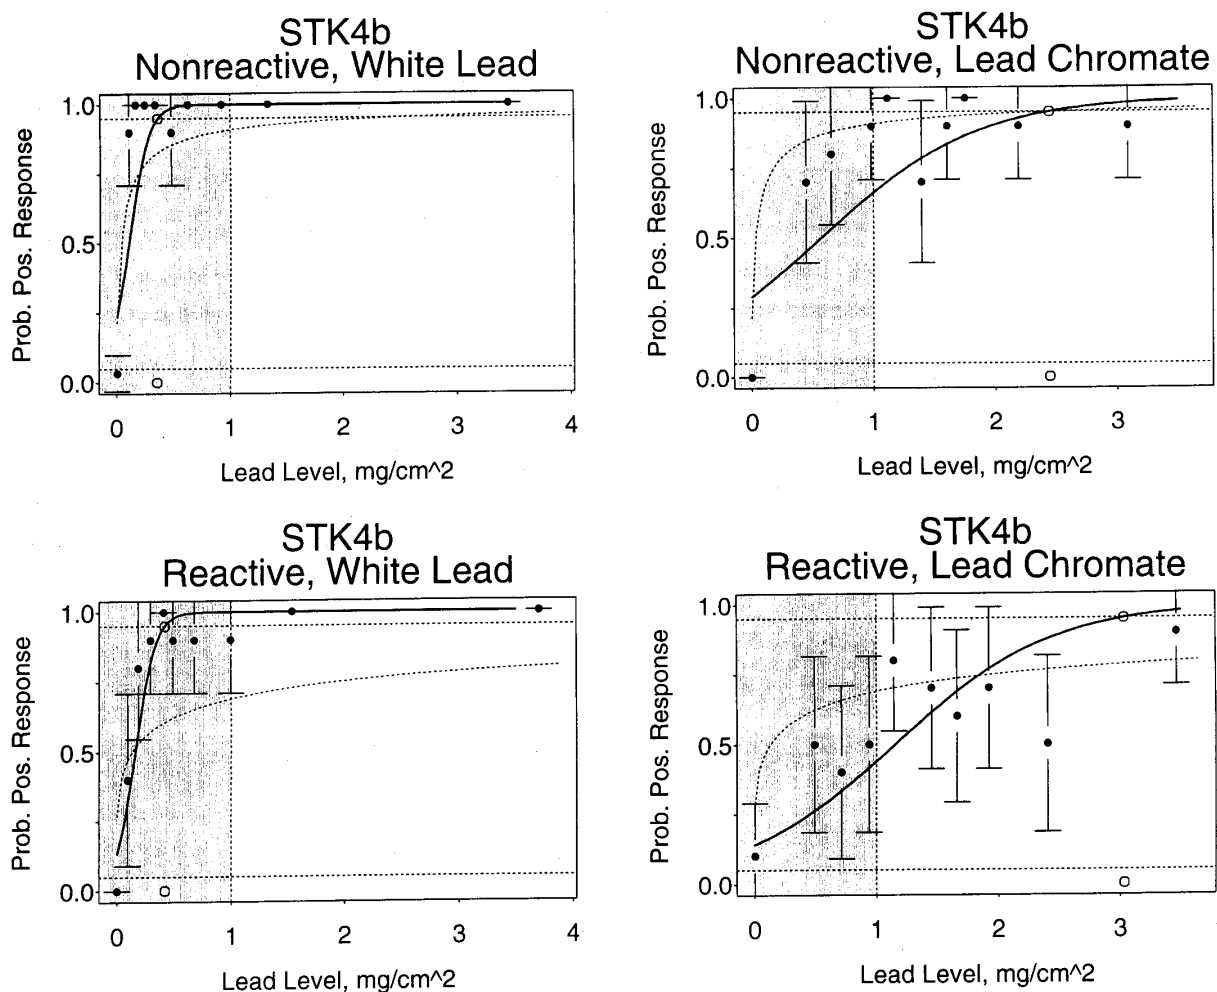 STK4b
Nonreactive, White Lead
Prob. Pos. Response
1.0
0.5
0.0
0 1 2 3 4
Lead Level, mg/cm^2
STK4b
Nonreactive, Lead Chromate
Prob. Pos. Response
1.0
0.5
0.0
0 1 2 3
Lead Level, mg/cm^2
STK4b
Reactive, White Lead
Prob. Pos. Response
1.0
0.5
0.0
0 1 2 3 4
Lead Level, mg/cm^2
STK4b
Reactive, Lead Chromate
Prob. Pos. Response
1.0
0.5
0.0
0 1 2 3
Lead Level, mg/cm^2